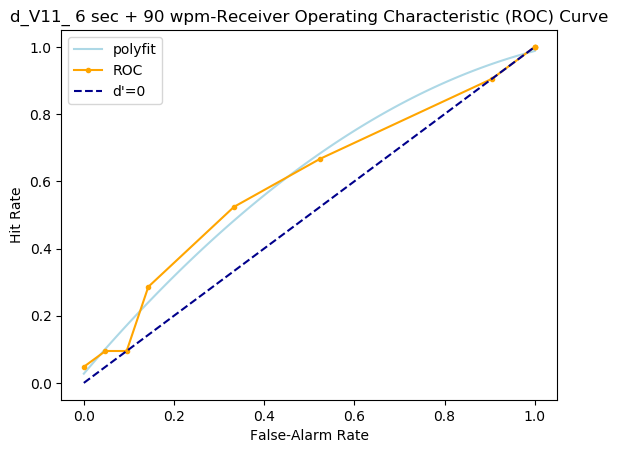 d_V11_ 6 sec + 90 wpm-Receiver Operating Characteristic (ROC) Curve
polyfit
ROC
d'=0
1.0
0.8
0.6
0.4
0.2
0.0
Hit Rate
0.0 0.2 0.4 0.6 0.8 1.0
False-Alarm Rate